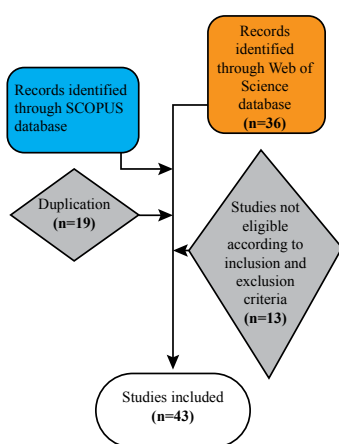 Records
identified
through Web of
Science
database
(n=36)
Records identified
through SCOPUS
database
Duplication
(n=19)
Studies not
eligible
according to
inclusion and
exclusion
criteria
(n=13)
Studies included
(n=43)